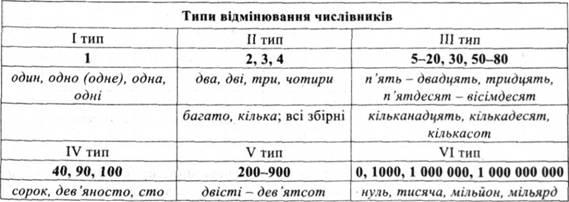 Типи відмінювання числівників
І тип ІІ тип ІІІ тип
1 2, 3, 4 5–20, 30, 50–80
один, одно (одне), одна, два, дві, три, чотири п’ять – двадцять, тридцять,
одні п’ятдесят – вісімдесят
багато, кілька; всі збірні кільканадцять, кількадесят,
кількасот
IV тип V тип VI тип
40, 90, 100 200–900 0, 1000, 1 000 000, 1 000 000 000
сорок, дев’яносто, сто двісті – дев’ятсот нуль, тисяча, мільйон, мільярд